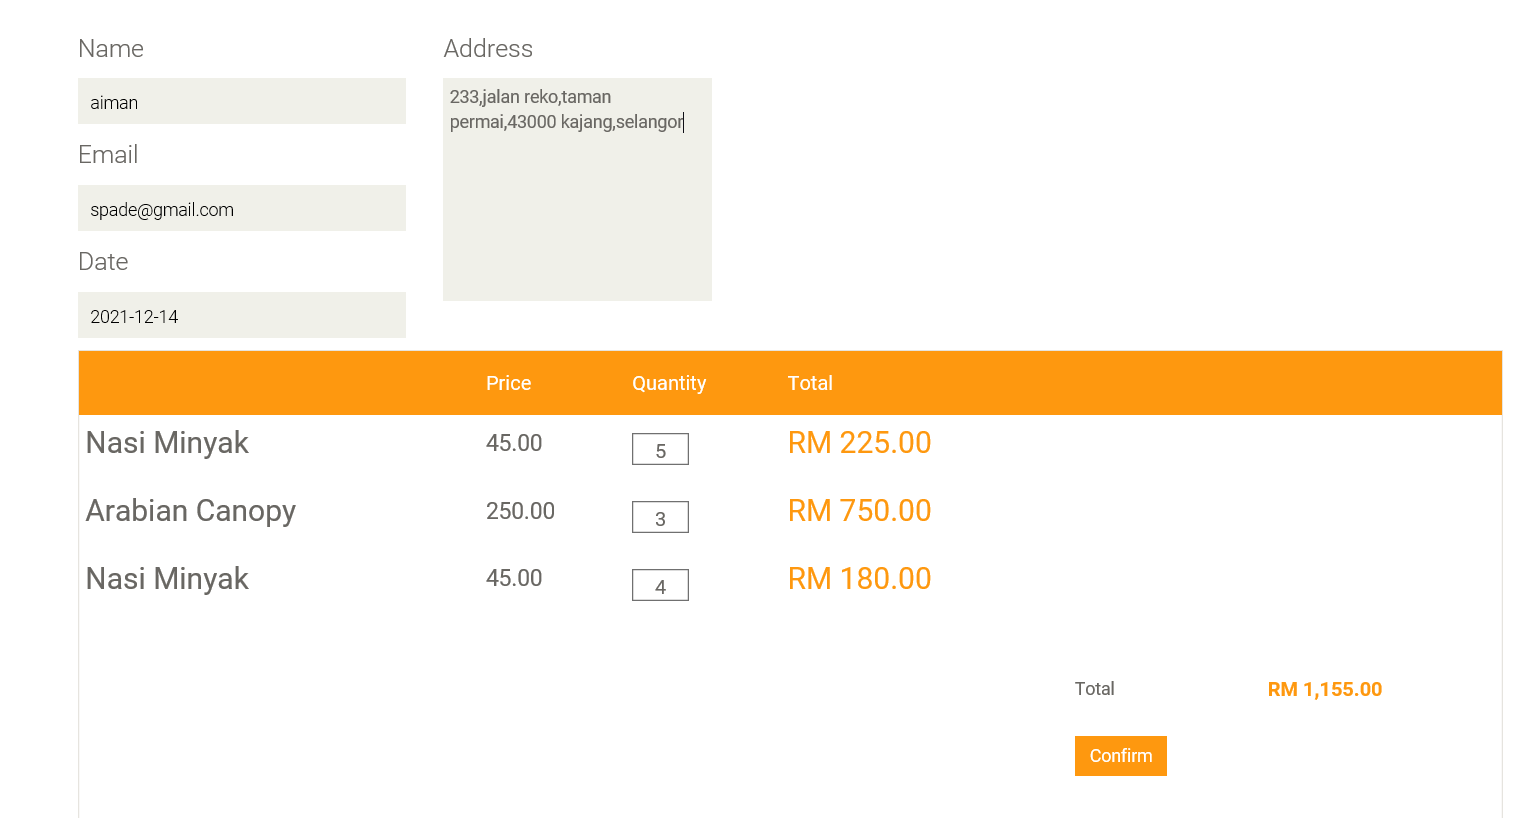 Name
aiman
Email
spade@gmail.com
Date
2021-12-14
Address
233,jalan reko,taman
permai,43000 kajang,selangor
Price Quantity Total
Nasi Minyak 45.00 5 RM 225.00
Arabian Canopy 250.00 3 RM 750.00
Nasi Minyak 45.00 4 RM 180.00
Total RM 1,155.00
Confirm